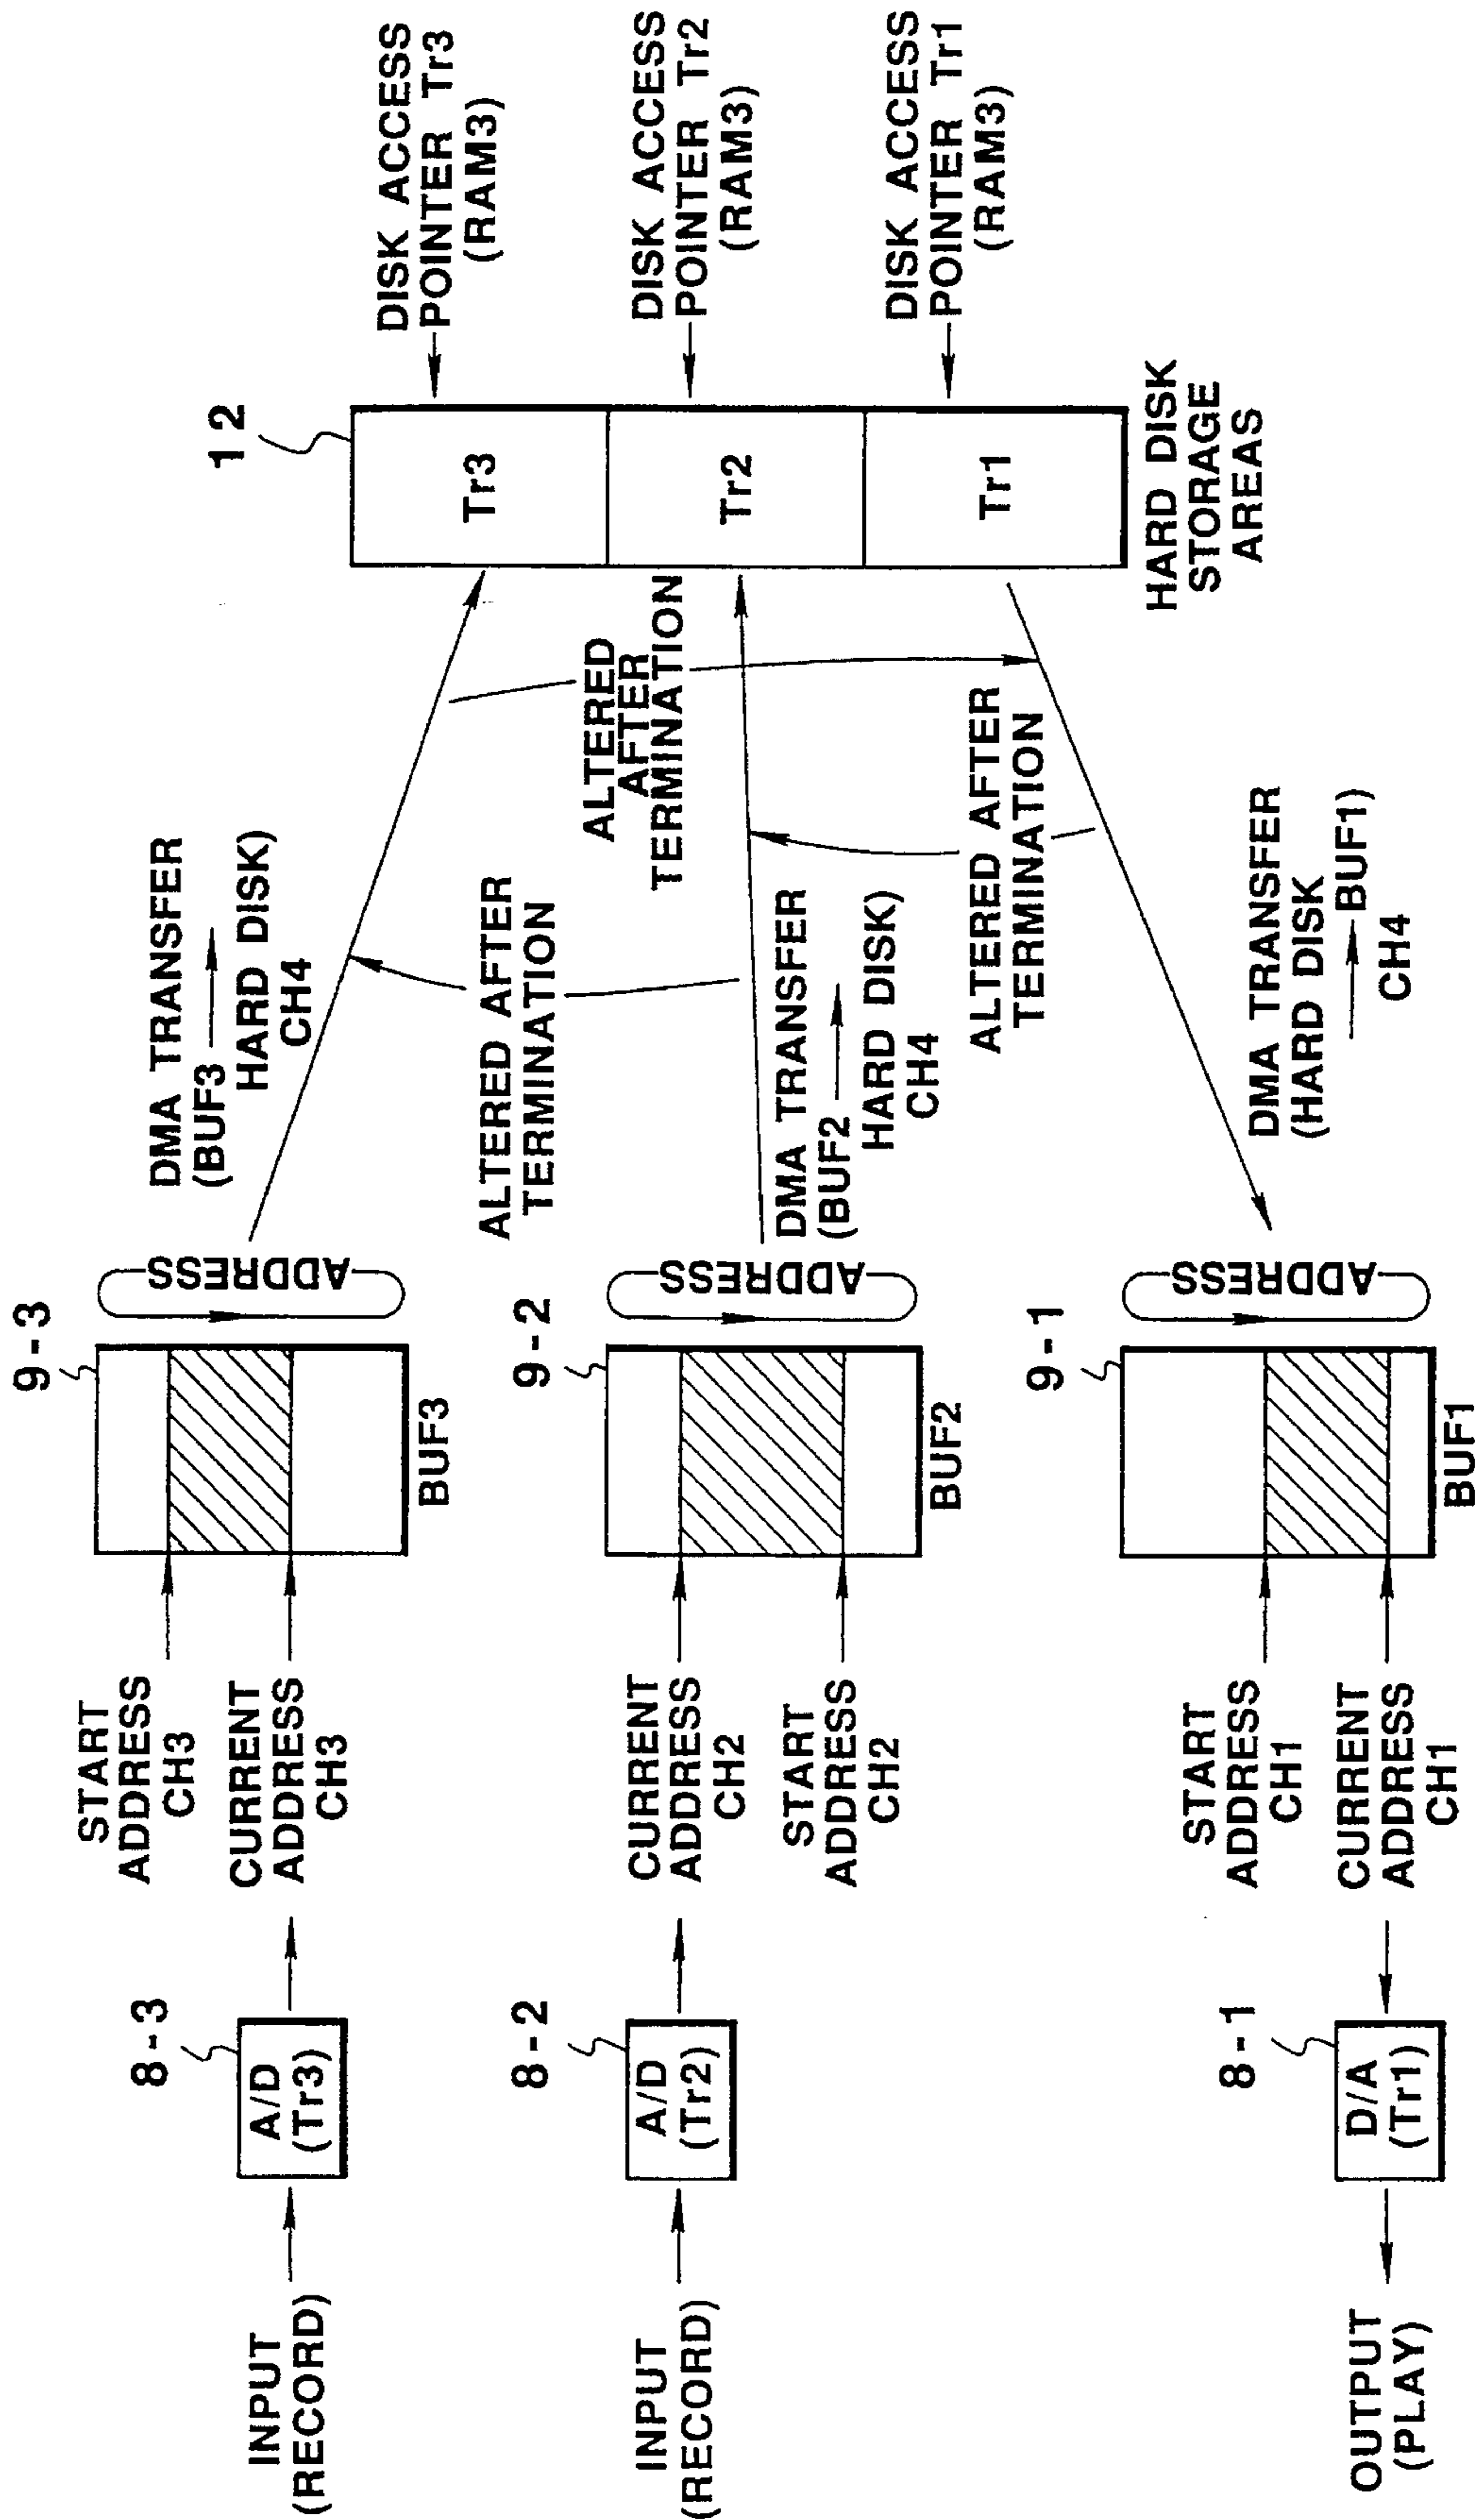 INPUT
(RECORD)
8-3
A/D
(Tr3)
START
ADDRESS
CH3
CURRENT
ADDRESS
CH3
9-3
BUF3
ADDRESS
DMA TRANSFER
(BUF3
HARD DISK)
CH4
INPUT
(RECORD)
8-2
A/D
(Tr2)
CURRENT
ADDRESS
CH2
START
ADDRESS
CH2
9-2
BUF2
ADDRESS
DMA TRANSFER
(BUF2
HARD DISK)
CH4
OUTPUT
(PLAY)
8-1
D/A
(Tr1)
START
ADDRESS
CH1
CURRENT
ADDRESS
CH1
9-1
BUF1
ADDRESS
DMA TRANSFER
(HARD DISK
BUF1)
CH4
ALTERED AFTER
TERMINATION
ALTERED
AFTER
TERMINATION
ALTERED AFTER
TERMINATION
12
Tr3
Tr2
Tr1
HARD DISK
STORAGE
AREAS
DISK ACCESS
POINTER Tr3
(RAM3)
DISK ACCESS
POINTER Tr2
(RAM3)
DISK ACCESS
POINTER Tr1
(RAM3)